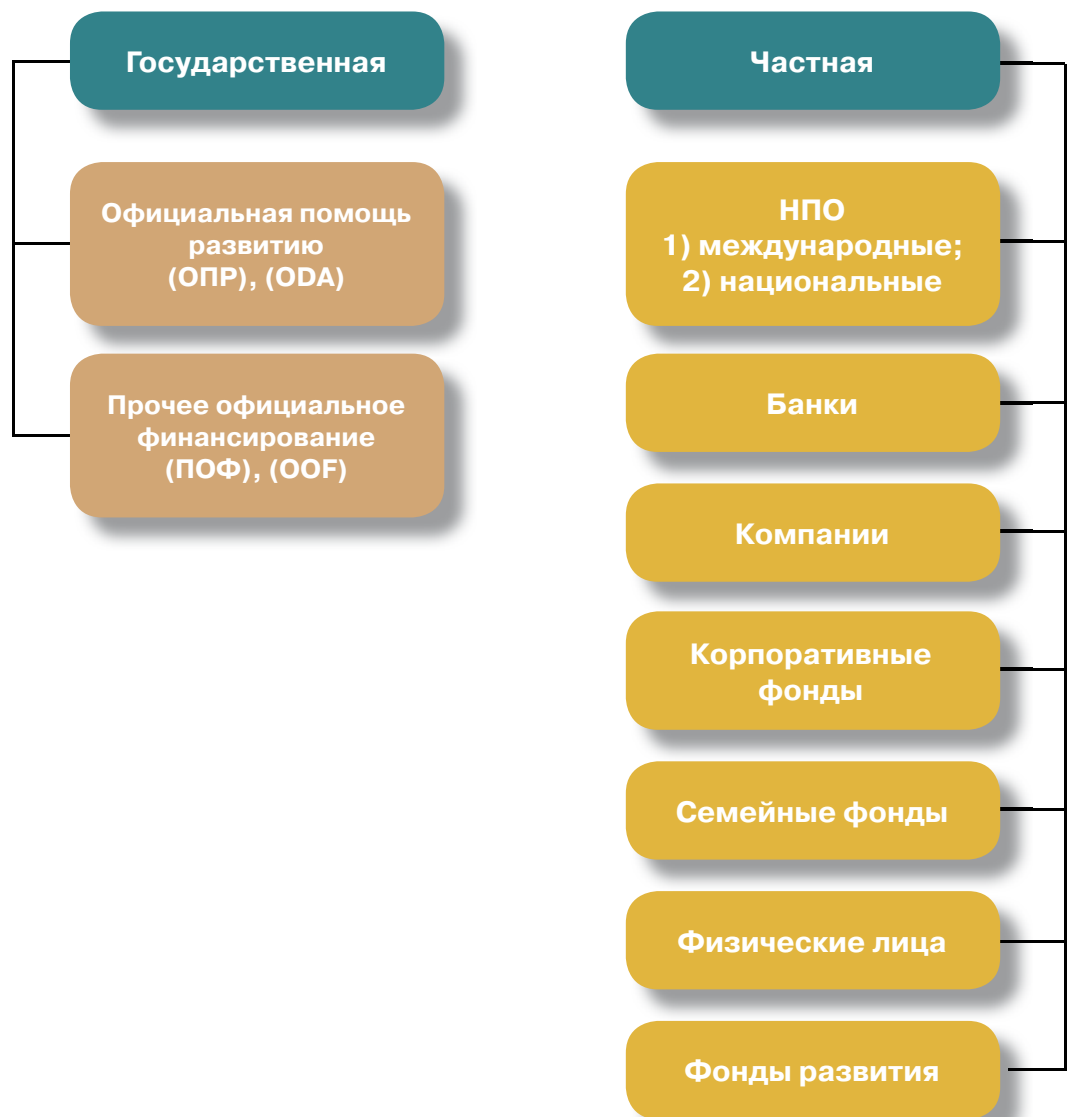 Государственная
Официальная помощь
развитию
(ОПР), (ODA)
Прочее официальное
финансирование
(ПОФ), (OOF)
Частная
НПО
1) международные;
2) национальные
Банки
Компании
Корпоративные
фонды
Семейные фонды
Физические лица
Фонды развития